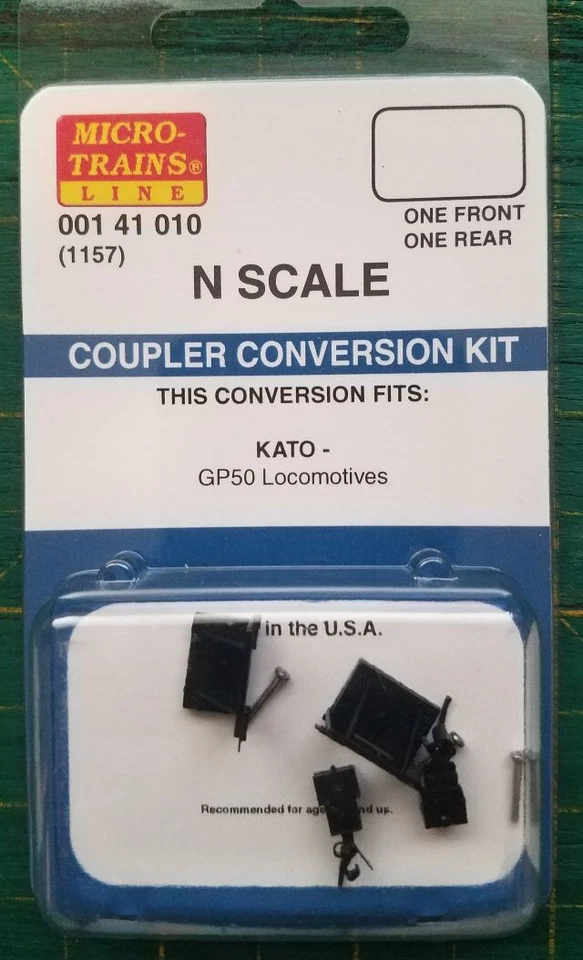 MICRO-
TRAINS®
LINE
001 41 010
(1157)
ONE FRONT
ONE REAR
N SCALE
COUPLER CONVERSION KIT
THIS CONVERSION FITS:
KATO -
GP50 Locomotives
in the U.S.A.
Recommended for age nd up.